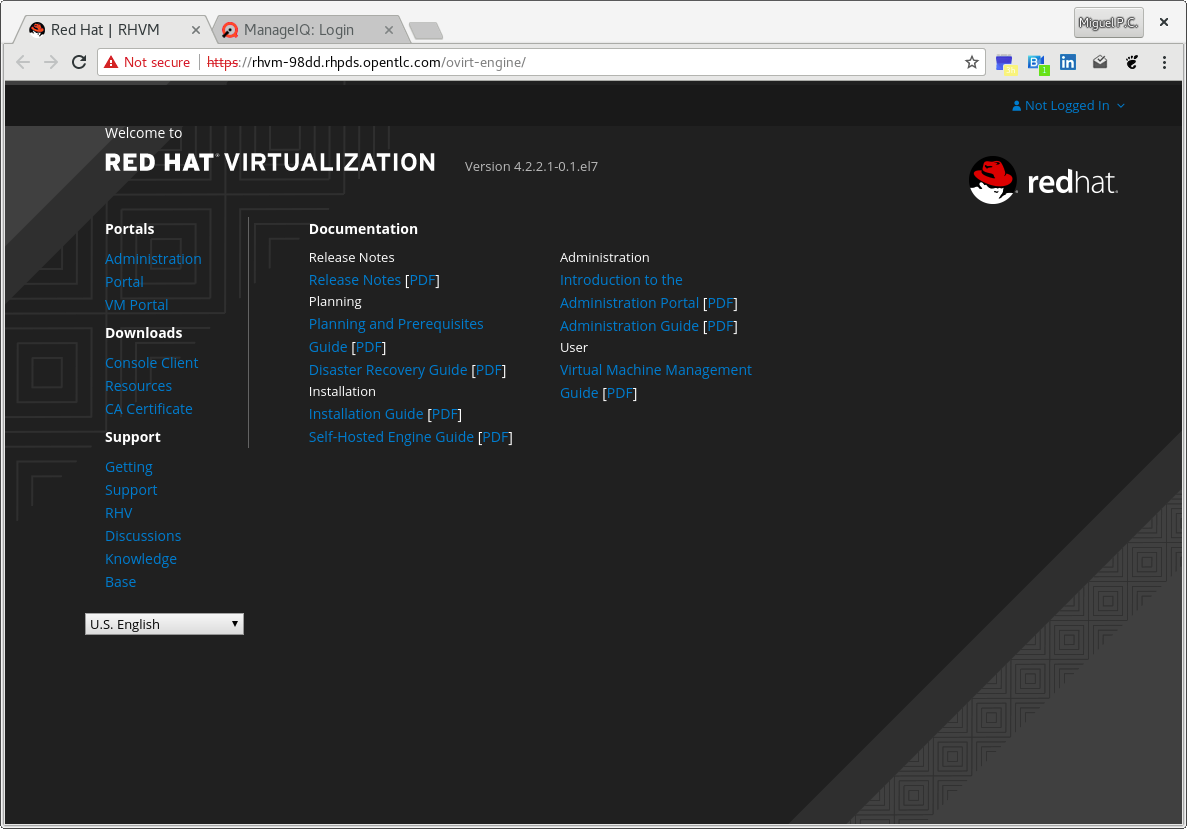 Red Hat | RHVM
ManageIQ: Login
Miguel P.C.
Not secure
https://rhvm-98dd.rhpds.opentlc.com/ovirt-engine/
1
Not Logged In
Welcome to
RED HAT VIRTUALIZATION
Version 4.2.2.1-0.1.el7
redhat.
Portals
Administration
Portal
VM Portal
Downloads
Console Client
Resources
CA Certificate
Support
Getting
Support
RHV
Discussions
Knowledge
Base
Documentation
Release Notes
Release Notes [PDF]
Planning
Planning and Prerequisites
Guide [PDF]
Disaster Recovery Guide [PDF]
Installation
Installation Guide [PDF]
Self-Hosted Engine Guide [PDF]
Administration
Introduction to the
Administration Portal [PDF]
Administration Guide [PDF]
User
Virtual Machine Management
Guide [PDF]
U.S. English